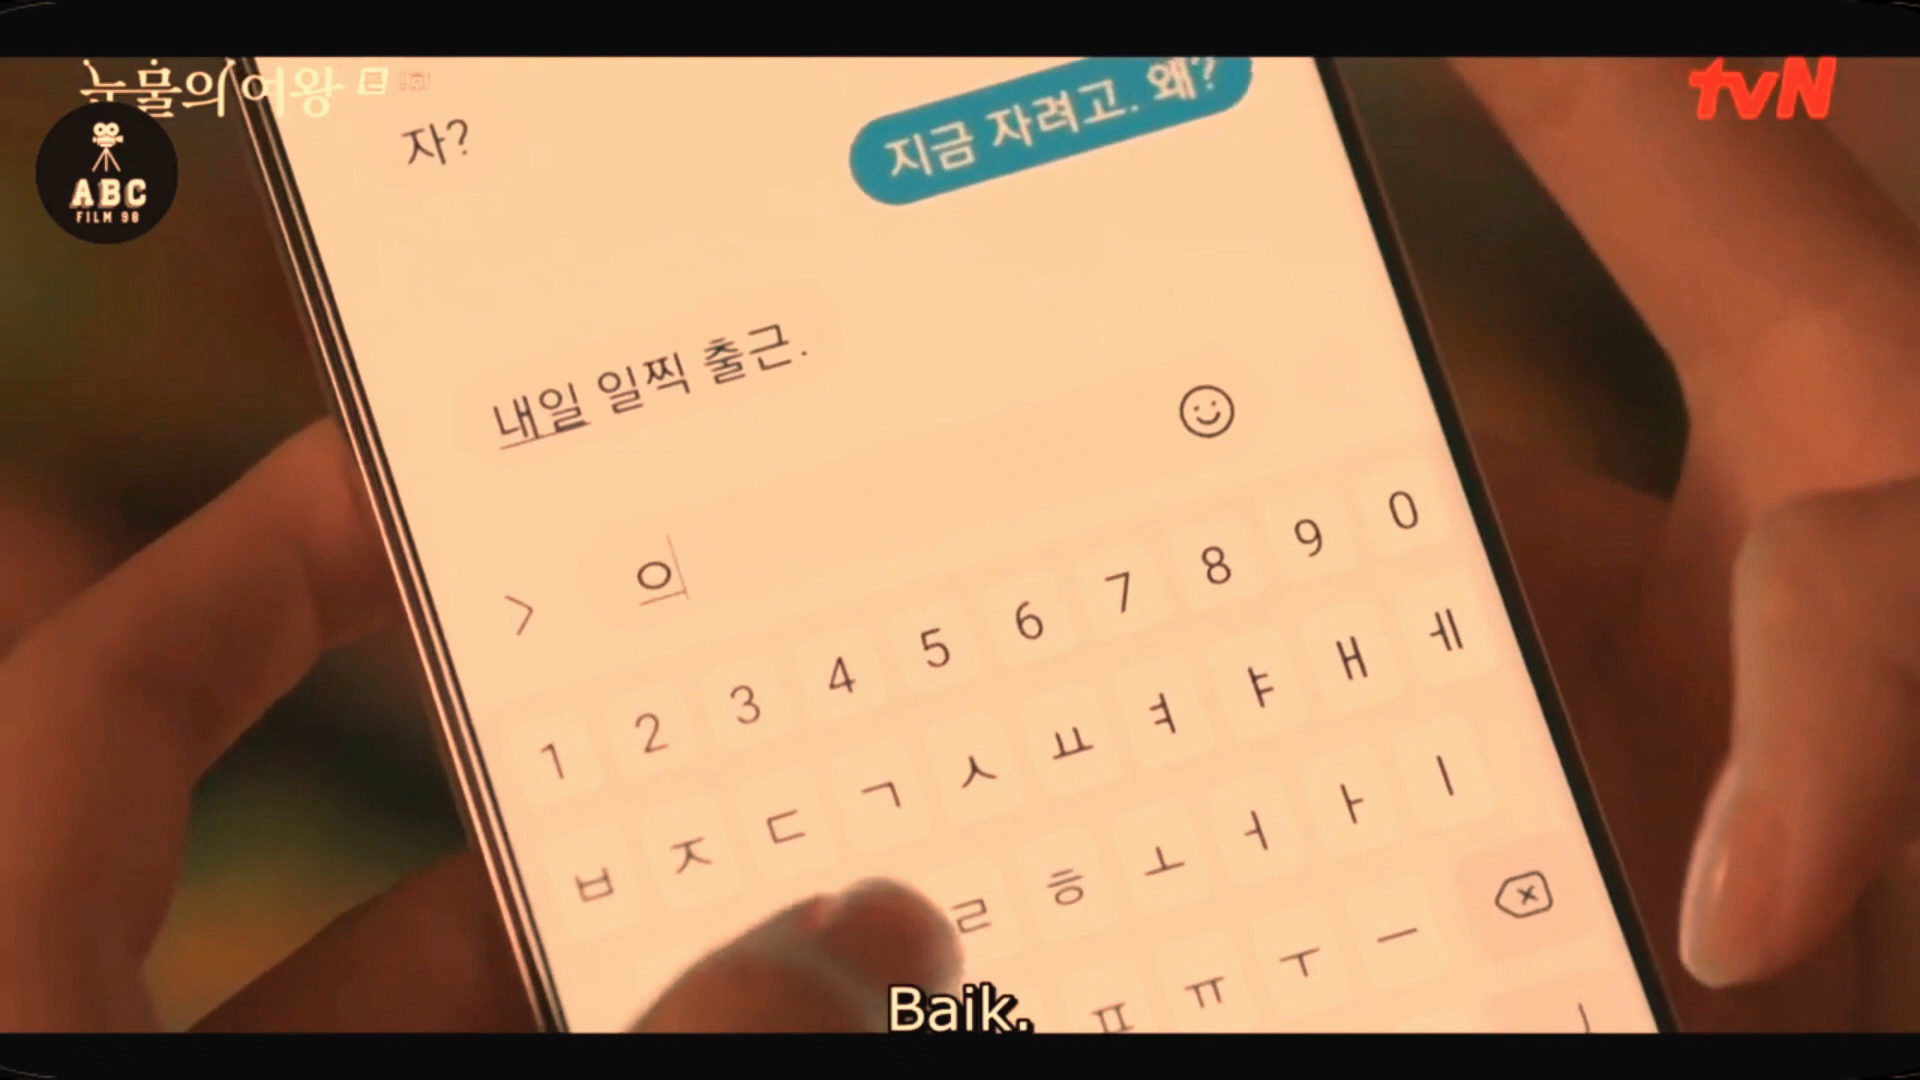 눈물의 여왕
tvN
ABC
FILM 98
자?
지금 자려고. 왜?
내일 일찍 출근.
으
1 2 3 4 5 6 7 8 9 0
ㅂ ㅈ ㄷ ㄱ ㅅ ㅛ ㅕ ㅑ ㅐ ㅔ
ㄹ ㅎ ㅗ ㅓ ㅏ ㅣ
ㅍ ㅠ ㅜ ㅡ
Baik.